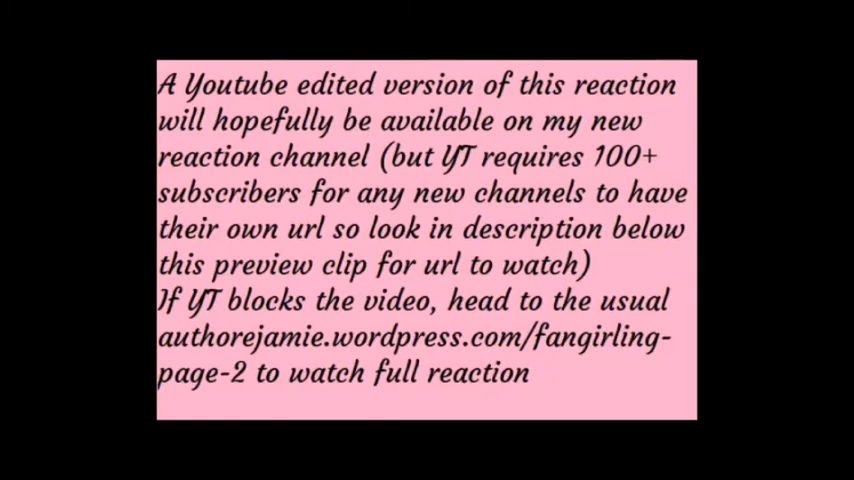 A Youtube edited version of this reaction
will hopefully be available on my new
reaction channel (but YT requires 100+
subscribers for any new channels to have
their own url so look in description below
this preview clip for url to watch)
If YT blocks the video, head to the usual
authorejamie.wordpress.com/fangirling-
page-2 to watch full reaction